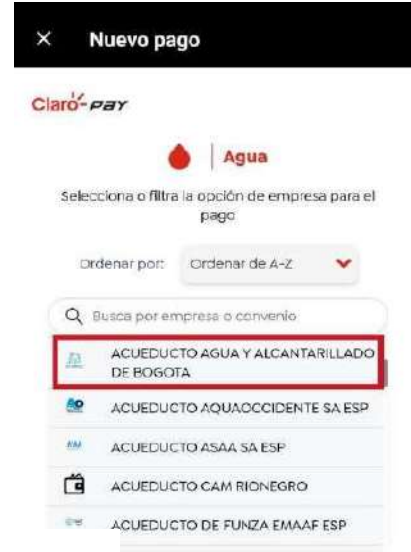 × Nuevo pago
Claro-pay
Agua
Selecciona o filtra la opción de empresa para el
pago
Ordenar por: Ordenar de A-Z
Busca por empresa o convenio
ACUEDUCTO AGUA Y ALCANTARILLADO
DE BOGOTA
ACUEDUCTO AQUAOCCIDENTE SA ESP
ACUEDUCTO ASAA SA ESP
ACUEDUCTO CAM RIONEGRO
ACUEDUCTO DE FUNZA EMAAF ESP